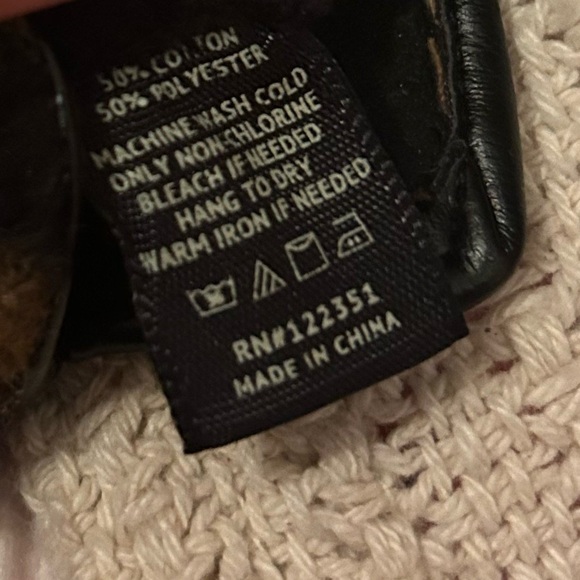 50% COTTON
50% POLYESTER
MACHINE WASH COLD
ONLY NON-CHLORINE
BLEACH IF NEEDED
HANG TO DRY
WARM IRON IF NEEDED
RN#122351
MADE IN CHINA